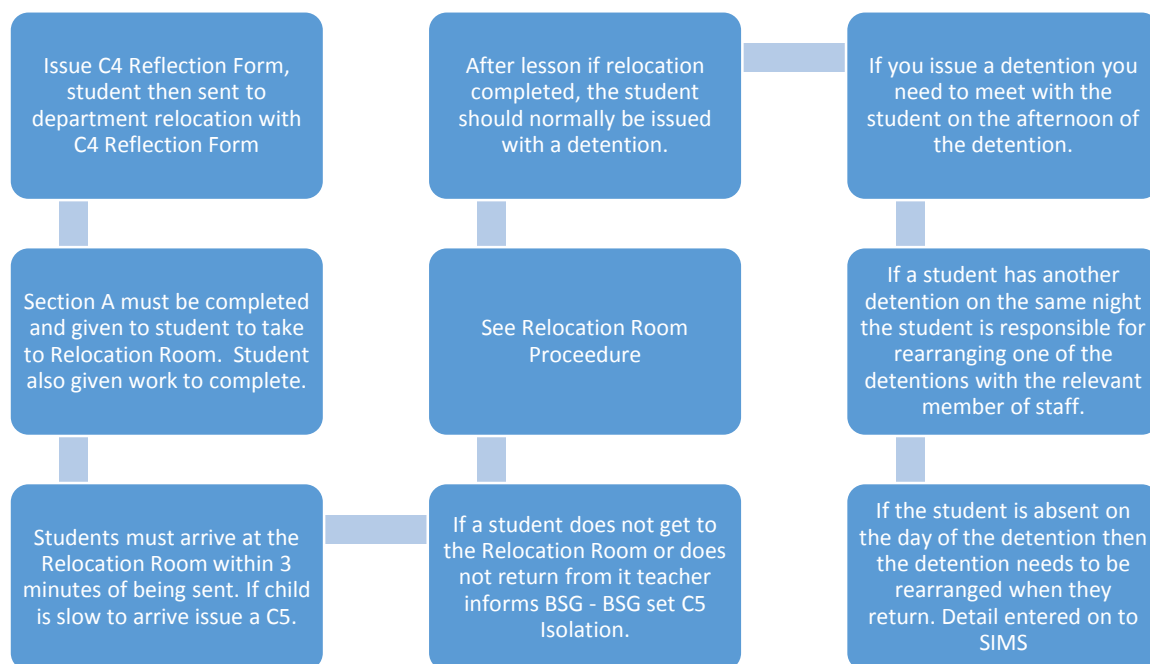 Issue C4 Reflection Form,
student then sent to
department relocation with
C4 Reflection Form
Section A must be completed
and given to student to take
to Relocation Room.  Student
also given work to complete.
Students must arrive at the
Relocation Room within 3
minutes of being sent. If child
is slow to arrive issue a C5.
If a student does not get to
the Relocation Room or does
not return from it teacher
informs BSG - BSG set C5
Isolation.
See Relocation Room
Proceedure
After lesson if relocation
completed, the student
should normally be issued
with a detention.
If you issue a detention you
need to meet with the
student on the afternoon of
the detention.
If a student has another
detention on the same night
the student is responsible for
rearranging one of the
detentions with the relevant
member of staff.
If the student is absent on
the day of the detention then
the detention needs to be
rearranged when they
return. Detail entered on to
SIMS